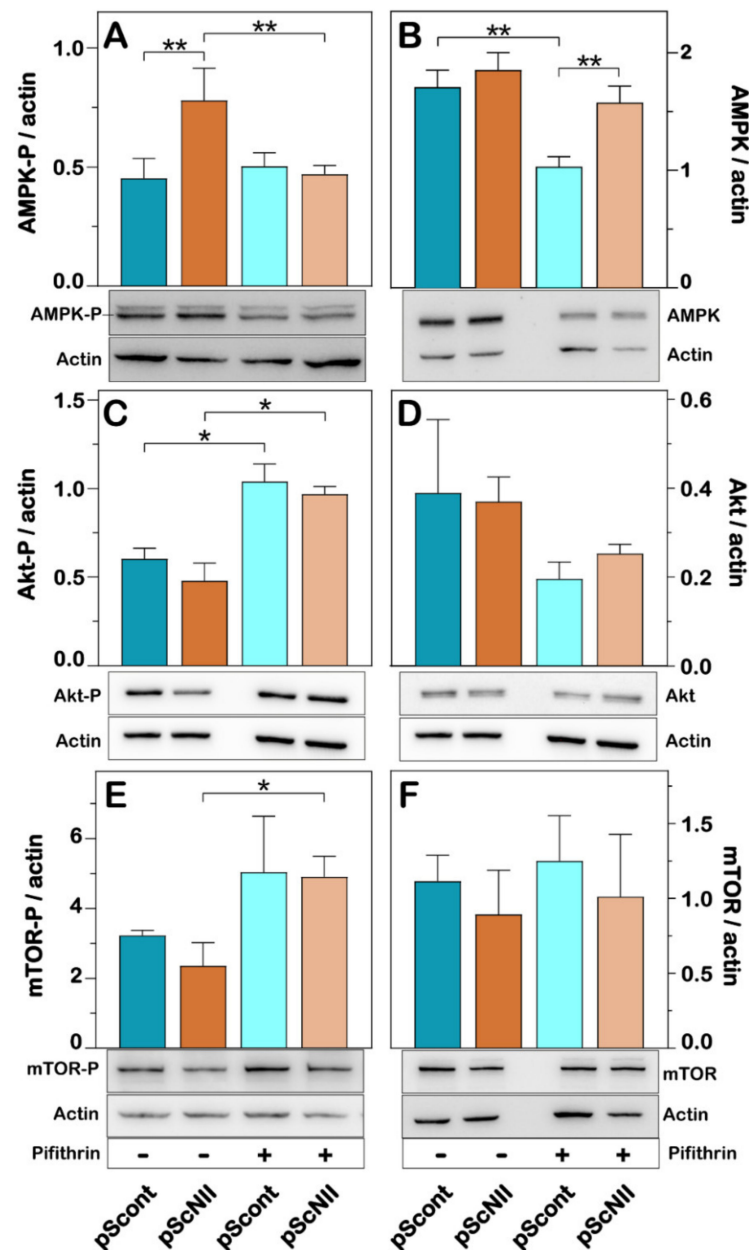 A
B
** **
** **
AMPK-P / actin
1.0
0.5
0.0
AMPK / actin
2
1
0
AMPK-P
Actin
AMPK
Actin
C
D
*
*
Akt-P / actin
1.5
1.0
0.5
0.0
Akt / actin
0.6
0.4
0.2
0.0
Akt-P
Actin
Akt
Actin
E
F
*
mTOR-P / actin
6
4
2
0
mTOR / actin
1.5
1.0
0.5
0.0
mTOR-P
Actin
mTOR
Actin
Pifithrin - - + +
- - + + Pifithrin
pScont pScNII pScont pScNII
pScont pScNII pScont pScNII